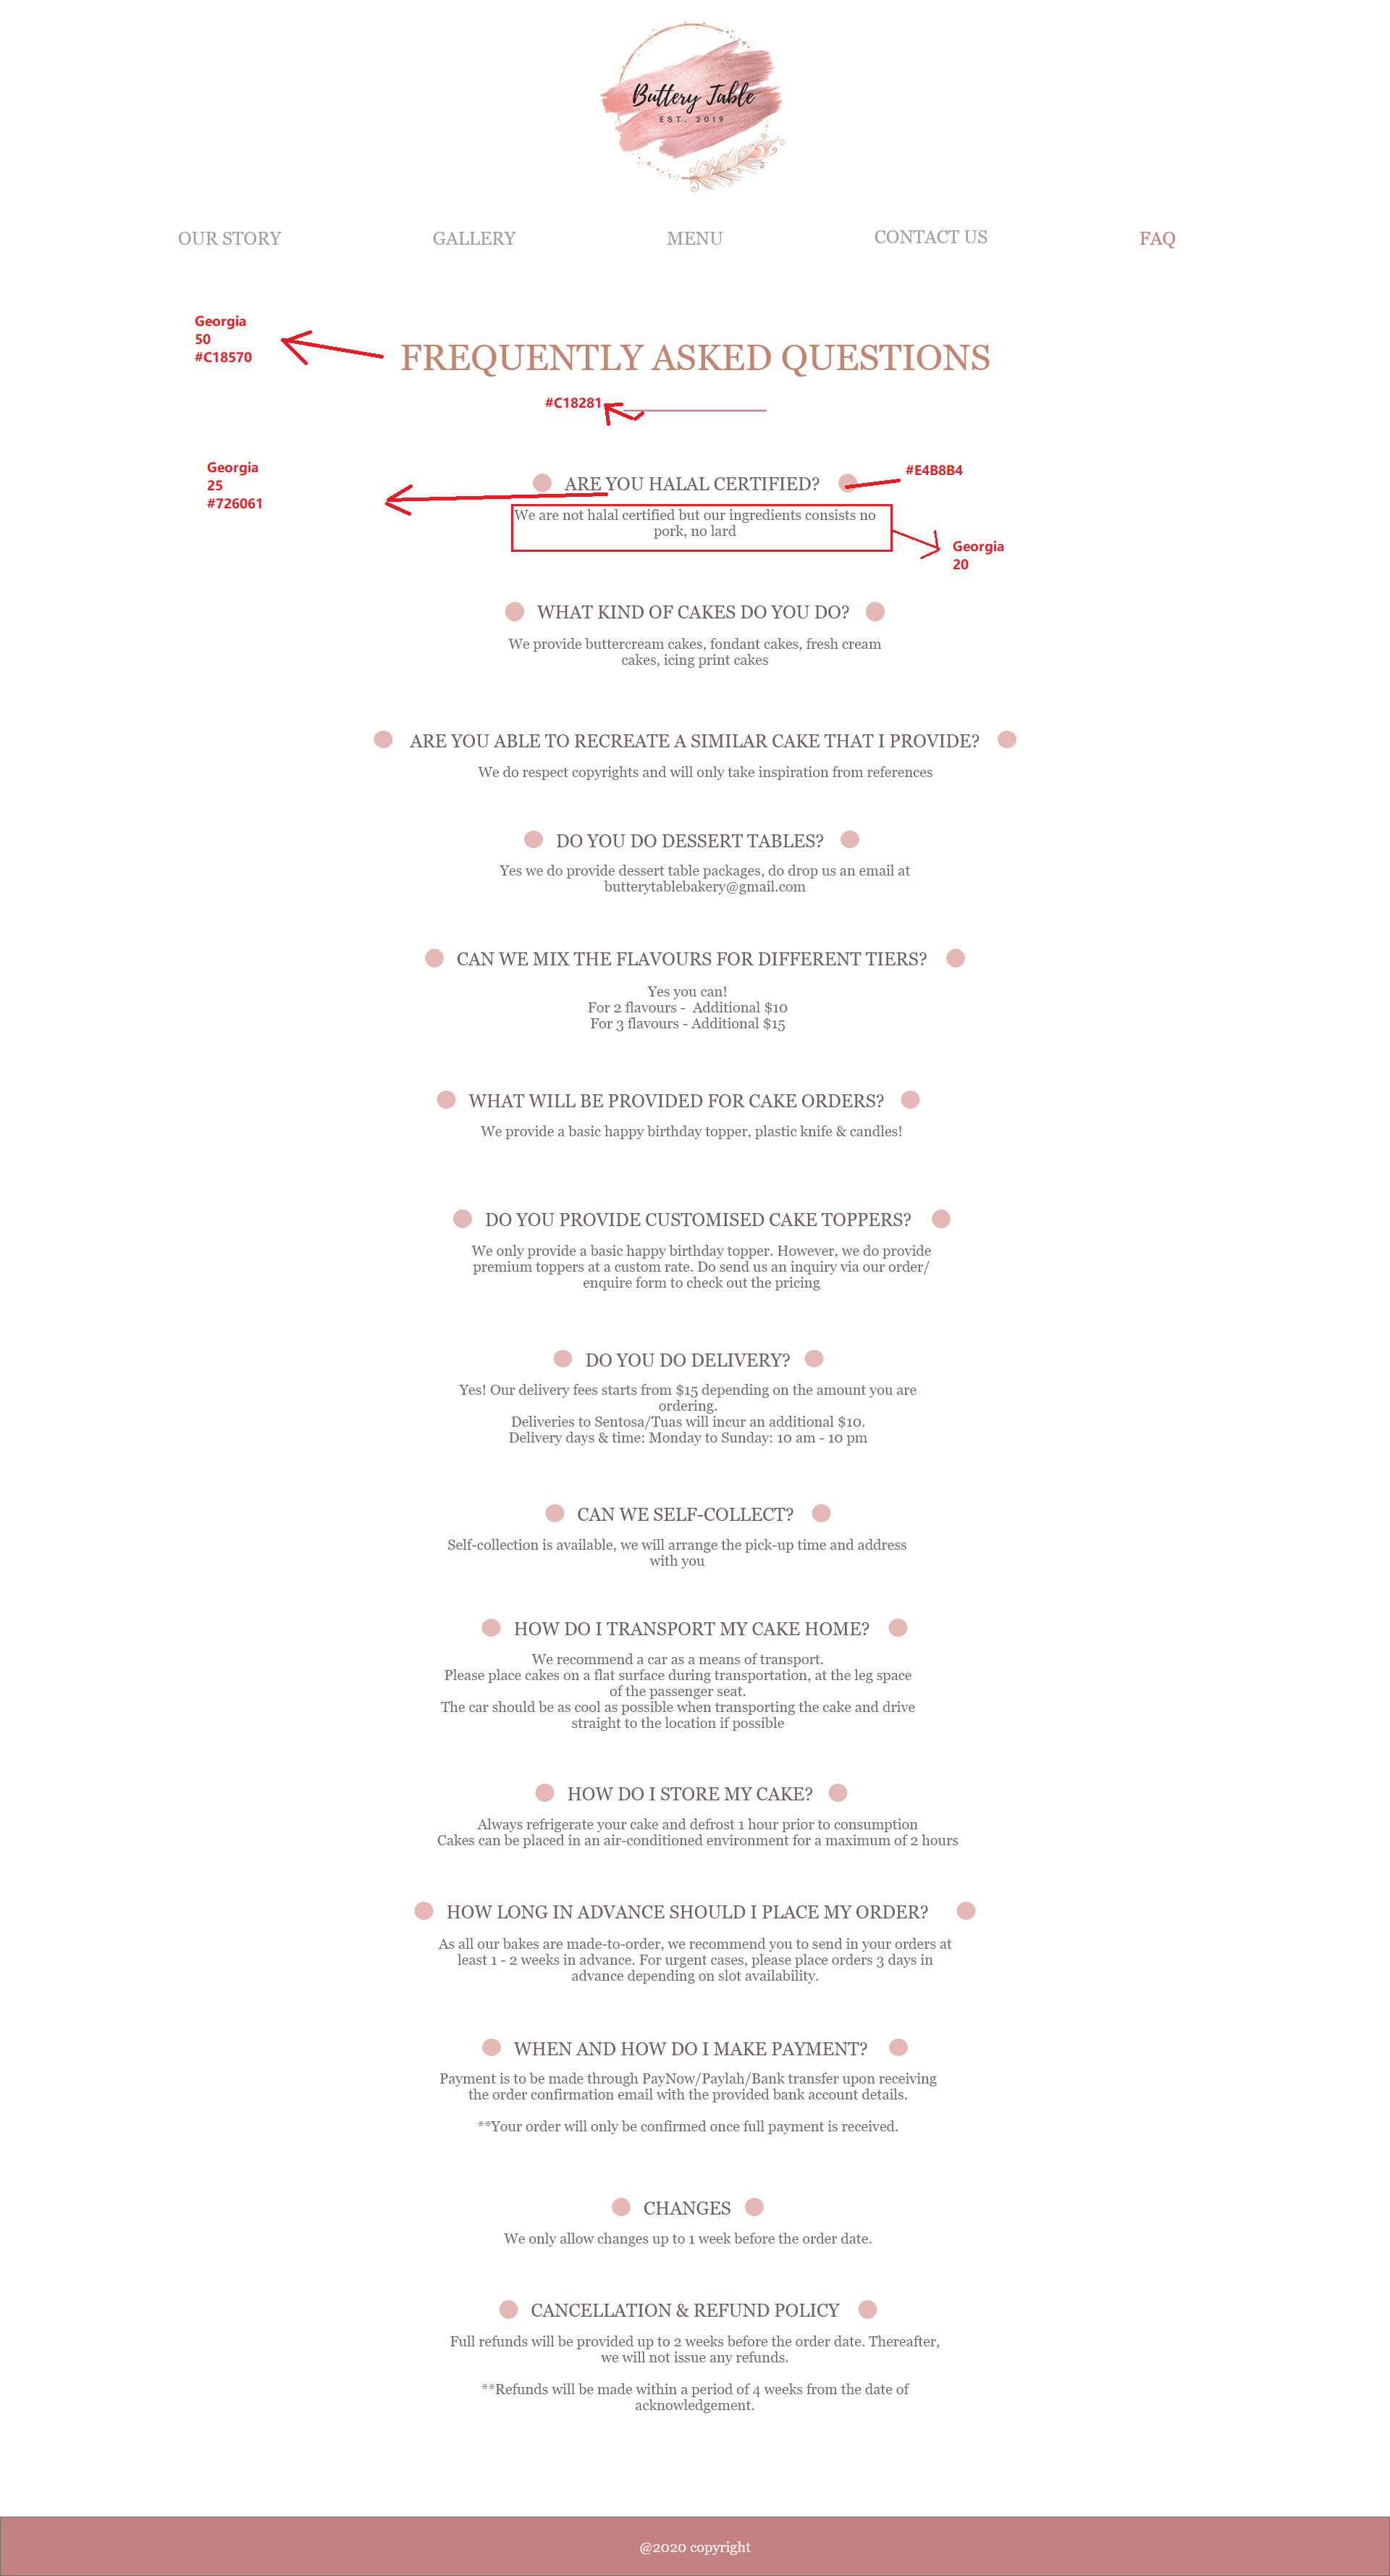 Buttery Table
EST. 2019
OUR STORY
GALLERY
MENU
CONTACT US
FAQ
Georgia
50
#C18570
FREQUENTLY ASKED QUESTIONS
#C18281
Georgia
25
#726061
ARE YOU HALAL CERTIFIED?
#E4B8B4
We are not halal certified but our ingredients consists no
pork, no lard
Georgia
20
WHAT KIND OF CAKES DO YOU DO?
We provide buttercream cakes, fondant cakes, fresh cream
cakes, icing print cakes
ARE YOU ABLE TO RECREATE A SIMILAR CAKE THAT I PROVIDE?
We do respect copyrights and will only take inspiration from references
DO YOU DO DESSERT TABLES?
Yes we do provide dessert table packages, do drop us an email at
butterytablebakery@gmail.com
CAN WE MIX THE FLAVOURS FOR DIFFERENT TIERS?
Yes you can!
For 2 flavours -  Additional $10
For 3 flavours - Additional $15
WHAT WILL BE PROVIDED FOR CAKE ORDERS?
We provide a basic happy birthday topper, plastic knife & candles!
DO YOU PROVIDE CUSTOMISED CAKE TOPPERS?
We only provide a basic happy birthday topper. However, we do provide
premium toppers at a custom rate. Do send us an inquiry via our order/
enquire form to check out the pricing
DO YOU DO DELIVERY?
Yes! Our delivery fees starts from $15 depending on the amount you are
ordering.
Deliveries to Sentosa/Tuas will incur an additional $10.
Delivery days & time: Monday to Sunday: 10 am - 10 pm
CAN WE SELF-COLLECT?
Self-collection is available, we will arrange the pick-up time and address
with you
HOW DO I TRANSPORT MY CAKE HOME?
We recommend a car as a means of transport.
Please place cakes on a flat surface during transportation, at the leg space
of the passenger seat.
The car should be as cool as possible when transporting the cake and drive
straight to the location if possible
HOW DO I STORE MY CAKE?
Always refrigerate your cake and defrost 1 hour prior to consumption
Cakes can be placed in an air-conditioned environment for a maximum of 2 hours
HOW LONG IN ADVANCE SHOULD I PLACE MY ORDER?
As all our bakes are made-to-order, we recommend you to send in your orders at
least 1 - 2 weeks in advance. For urgent cases, please place orders 3 days in
advance depending on slot availability.
WHEN AND HOW DO I MAKE PAYMENT?
Payment is to be made through PayNow/Paylah/Bank transfer upon receiving
the order confirmation email with the provided bank account details.
**Your order will only be confirmed once full payment is received.
CHANGES
We only allow changes up to 1 week before the order date.
CANCELLATION & REFUND POLICY
Full refunds will be provided up to 2 weeks before the order date. Thereafter,
we will not issue any refunds.
**Refunds will be made within a period of 4 weeks from the date of
acknowledgement.
@2020 copyright